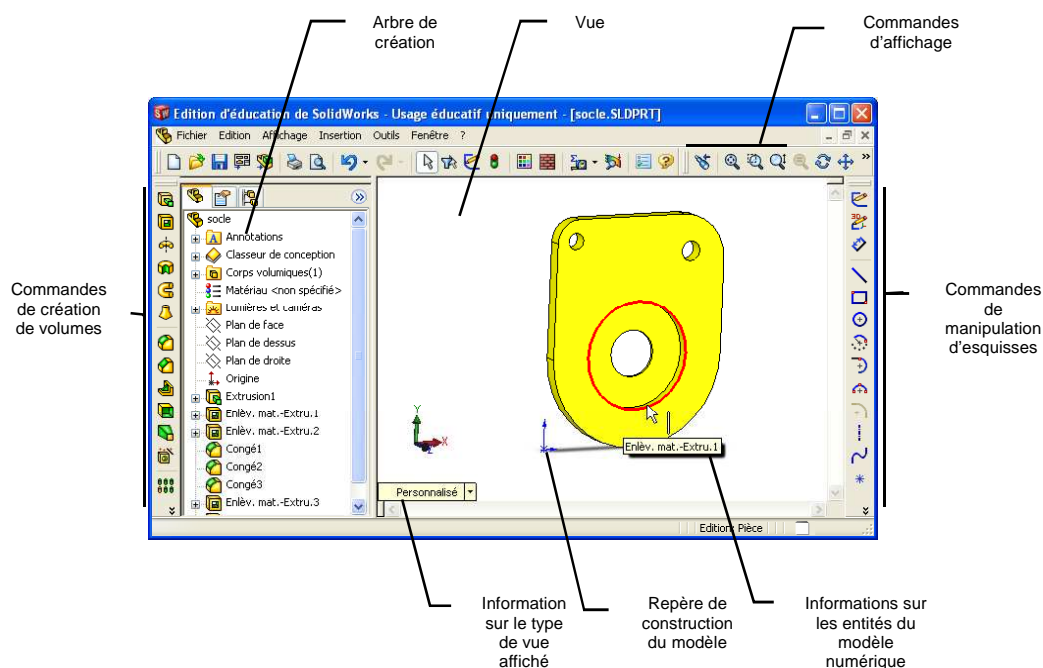 Arbre de
création
Vue
Commandes
d'affichage
Edition d'éducation de SolidWorks - Usage éducatif uniquement - [socle.SLDPRT]
Fichier Edition Affichage Insertion Outils Fenêtre ?
Commandes
de création
de volumes
socle
Annotations
Classeur de conception
Corps volumiques(1)
Matériau <non spécifié>
Lumières et caméras
Plan de face
Plan de dessus
Plan de droite
Origine
Extrusion1
Enlèv. mat.-Extru.1
Enlèv. mat.-Extru.2
Congé1
Congé2
Congé3
Enlèv. mat.-Extru.3
Y
X
Z
Enlèv. mat.-Extru.1
Personnalisé
Edition: Pièce
3D
Commandes
de
manipulation
d'esquisses
Information
sur le type
de vue
affiché
Repère de
construction
du modèle
Informations sur
les entités du
modèle
numérique